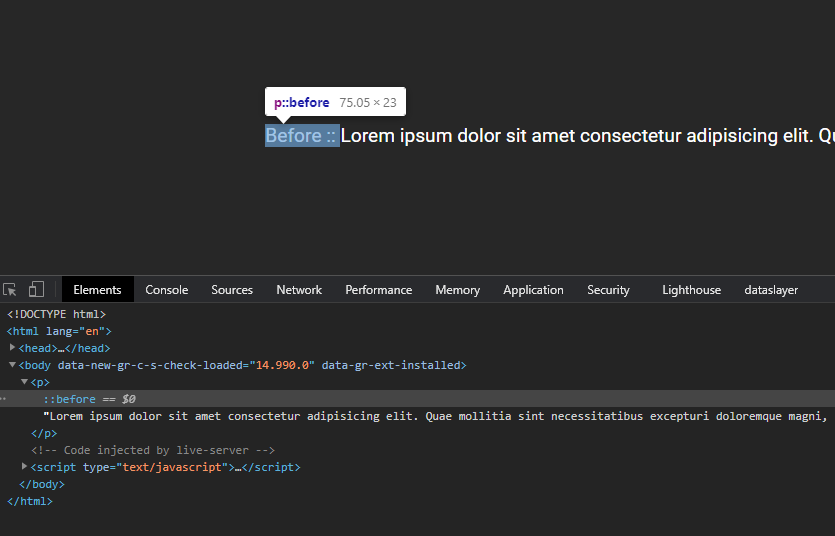 p::before 75.05 × 23
Before :: Lorem ipsum dolor sit amet consectetur adipisicing elit. Qu
Elements Console Sources Network Performance Memory Application Security Lighthouse dataslayer
<!DOCTYPE html>
<html lang="en">
<head>…</head>
<body data-new-gr-c-s-check-loaded="14.990.0" data-gr-ext-installed>
<p>
::before == $0
"Lorem ipsum dolor sit amet consectetur adipisicing elit. Quae mollitia sint necessitatibus excepturi doloremque magni,
</p>
<!-- Code injected by live-server -->
<script type="text/javascript">…</script>
</body>
</html>